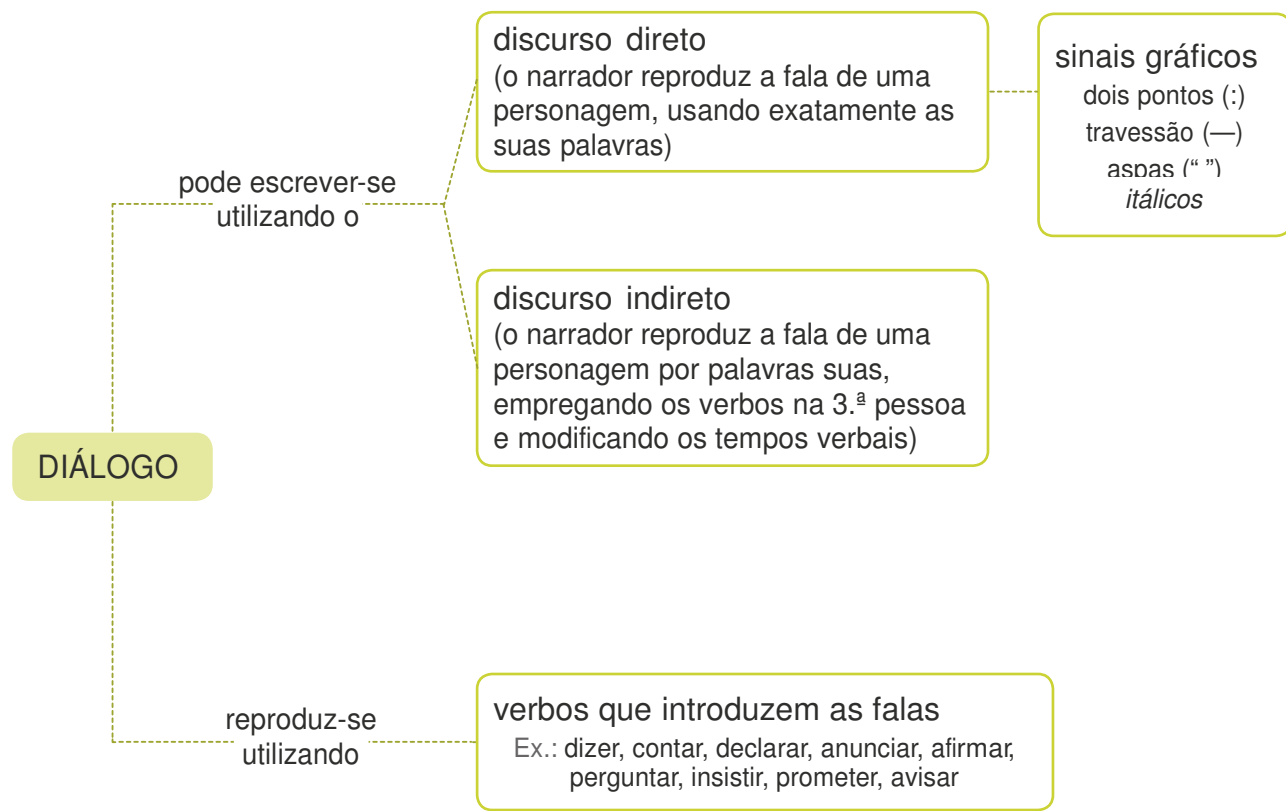 DIÁLOGO
pode escrever-se
utilizando o
discurso direto
(o narrador reproduz a fala de uma
personagem, usando exatamente as
suas palavras)
sinais gráficos
dois pontos (:)
travessão (—)
aspas (“ ”)
itálicos
discurso indireto
(o narrador reproduz a fala de uma
personagem por palavras suas,
empregando os verbos na 3.ª pessoa
e modificando os tempos verbais)
reproduz-se
utilizando
verbos que introduzem as falas
Ex.: dizer, contar, declarar, anunciar, afirmar,
perguntar, insistir, prometer, avisar